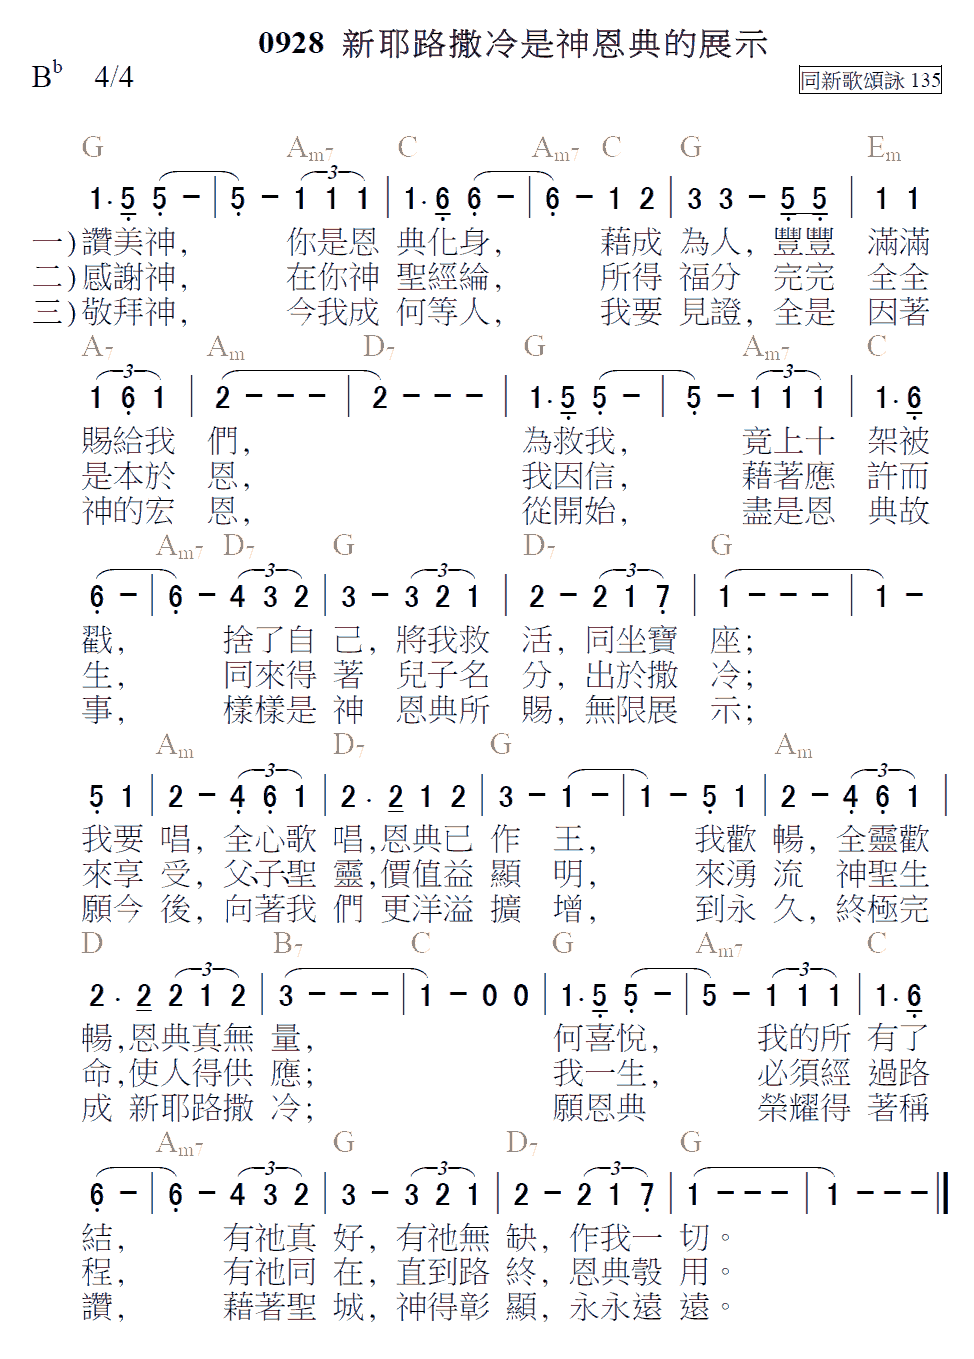 0928 新耶路撒冷是神恩典的展示
Bb 4/4 同新歌頌詠 135
G Am7 C Am7 C G Em
1·5 5 – | 5 – 1 1 1 | 1·6 6 – | 6 – 1 2 | 3 3 – 5 5 | 1 1
一)讚美神, 你是恩 典化身, 藉成 為人, 豐豐 滿滿
二)感謝神, 在你神 聖經綸, 所得 福分 完完 全全
三)敬拜神, 今我成 何等人, 我要 見證, 全是 因著
A7 Am D7 G Am7 C
1 6 1 | 2 – – – | 2 – – – | 1·5 5 – | 5 – 1 1 1 | 1·6
賜給我 們, 為救我, 竟上十 架被
是本於 恩, 我因信, 藉著應 許而
神的宏 恩, 從開始, 盡是恩 典故
Am7 D7 G D7 G
6 – | 6 – 4 3 2 | 3 – 3 2 1 | 2 – 2 1 7 | 1 – – – | 1 –
戳, 捨了自 己, 將我救 活, 同坐寶 座;
生, 同來得 著 兒子名 分, 出於撒 冷;
事, 樣樣是 神 恩典所 賜, 無限展 示;
Am D7 G Am
5 1 | 2 – 4 6 1 | 2· 2 1 2 | 3 – 1 – | 1 – 5 1 | 2 – 4 6 1 |
我要 唱, 全心歌 唱,恩典已 作 王, 我歡 暢, 全靈歡
來享 受, 父、子、聖 靈,價值益 顯 明, 來湧 流 神聖生
願今 後, 向著我 們 更洋溢 擴 增, 到永 久, 終極完
D B7 C G Am7 C
2· 2 2 1 2 | 3 – – – | 1 – 0 0 | 1·5 5 – | 5 – 1 1 1 | 1·6
暢,恩典真無 量, 何喜悅, 我的所 有了
命,使人得供 應; 我一生, 必須經 過路
成 新耶路撒 冷; 願恩典 榮耀得 著稱
Am7 G D7 G
6 – | 6 – 4 3 2 | 3 – 3 2 1 | 2 – 2 1 7 | 1 – – – | 1 – – – ‖
結, 有祂真 好, 有祂無 缺, 作我一 切。
程, 有祂同 在, 直到路 終, 恩典彀 用。
讚, 藉著聖 城, 神得彰 顯, 永永遠 遠。